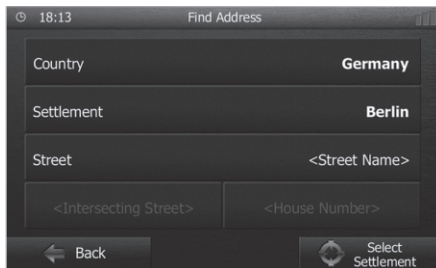 18:13 Find Address
Country Germany
Settlement Berlin
Street <Street Name>
<Intersecting Street> <House Number>
Back Select
Settlement